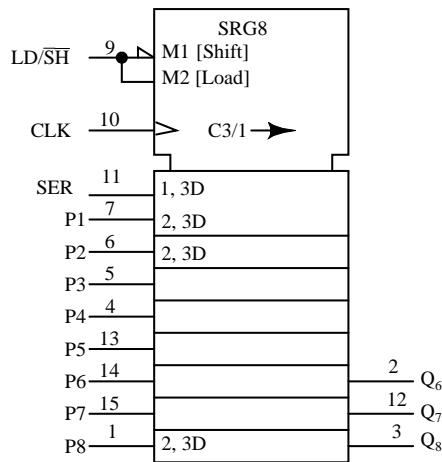 SRG8
LD/S̅H̅ 9 M1 [Shift]
M2 [Load]
CLK 10 C3/1
SER 11 1, 3D
P1 7 2, 3D
P2 6 2, 3D
P3 5
P4 4
P5 13
P6 14 2 Q6
P7 15 12 Q7
P8 1 2, 3D 3 Q8